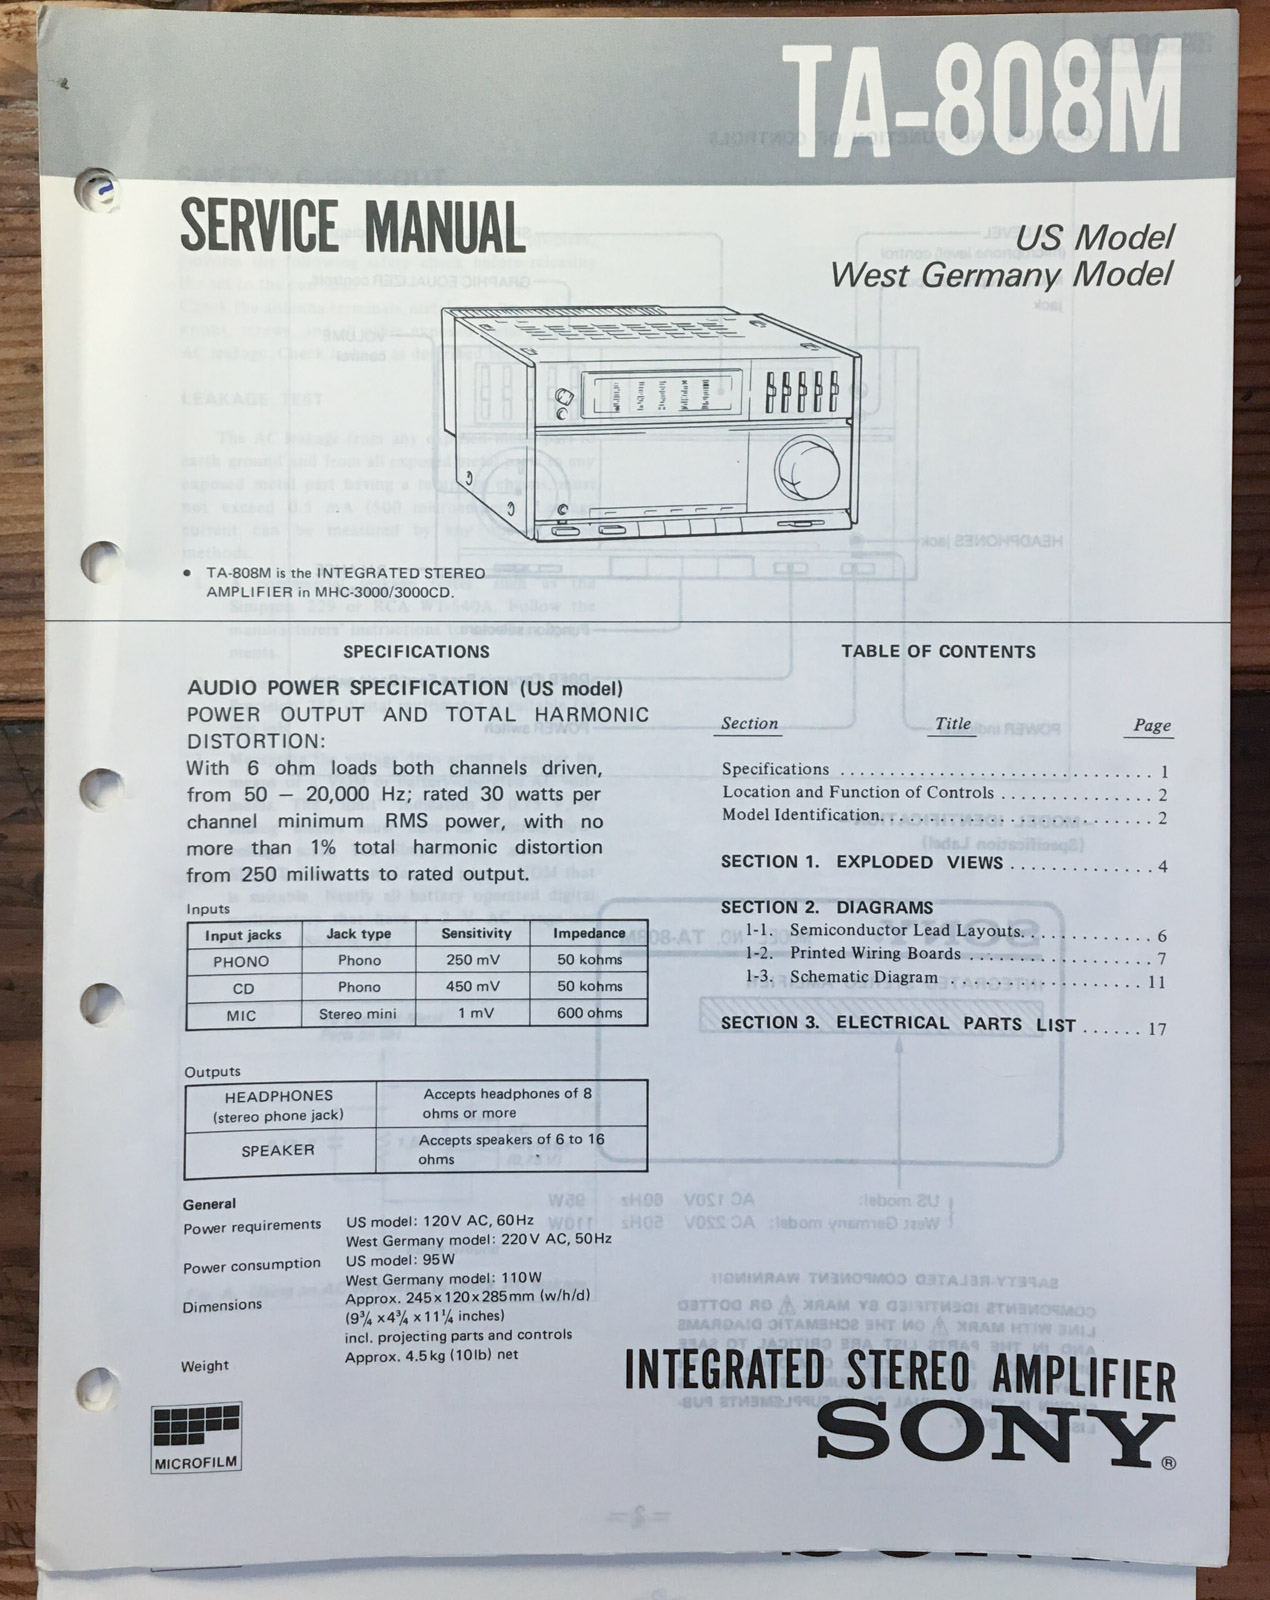 TA-808M
SERVICE MANUAL
US Model
West Germany Model
• TA-808M is the INTEGRATED STEREO
AMPLIFIER in MHC-3000/3000CD.
SPECIFICATIONS
AUDIO POWER SPECIFICATION (US model)
POWER OUTPUT AND TOTAL HARMONIC
DISTORTION:
With 6 ohm loads both channels driven,
from 50 – 20,000 Hz; rated 30 watts per
channel minimum RMS power, with no
more than 1% total harmonic distortion
from 250 miliwatts to rated output.
Inputs
Input jacks Jack type Sensitivity Impedance
PHONO Phono 250 mV 50 kohms
CD Phono 450 mV 50 kohms
MIC Stereo mini 1 mV 600 ohms
Outputs
HEADPHONES
(stereo phone jack)
Accepts headphones of 8
ohms or more
SPEAKER
Accepts speakers of 6 to 16
ohms
General
Power requirements US model: 120V AC, 60Hz
West Germany model: 220V AC, 50Hz
Power consumption US model: 95W
West Germany model: 110W
Dimensions Approx. 245x120x285mm (w/h/d)
(9¾ x4¾ x11¼ inches)
incl. projecting parts and controls
Weight Approx. 4.5kg (10lb) net
MICROFILM
TABLE OF CONTENTS
Section Title Page
Specifications .............................. 1
Location and Function of Controls ............... 2
Model Identification. ......................... 2
SECTION 1. EXPLODED VIEWS .............. 4
SECTION 2. DIAGRAMS
1-1. Semiconductor Lead Layouts. ............ 6
1-2. Printed Wiring Boards .................. 7
1-3. Schematic Diagram .................... 11
SECTION 3. ELECTRICAL PARTS LIST ...... 17
INTEGRATED STEREO AMPLIFIER
SONY®